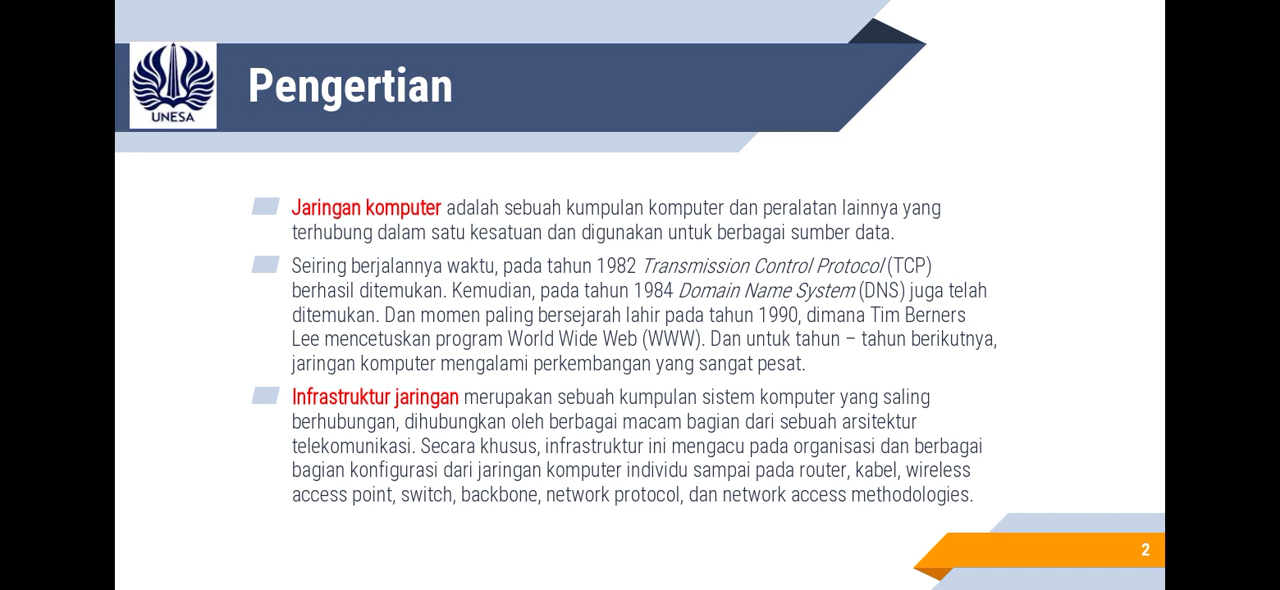 UNESA
Pengertian
Jaringan komputer adalah sebuah kumpulan komputer dan peralatan lainnya yang
terhubung dalam satu kesatuan dan digunakan untuk berbagai sumber data.
Seiring berjalannya waktu, pada tahun 1982 Transmission Control Protocol (TCP)
berhasil ditemukan. Kemudian, pada tahun 1984 Domain Name System (DNS) juga telah
ditemukan. Dan momen paling bersejarah lahir pada tahun 1990, dimana Tim Berners
Lee mencetuskan program World Wide Web (WWW). Dan untuk tahun – tahun berikutnya,
jaringan komputer mengalami perkembangan yang sangat pesat.
Infrastruktur jaringan merupakan sebuah kumpulan sistem komputer yang saling
berhubungan, dihubungkan oleh berbagai macam bagian dari sebuah arsitektur
telekomunikasi. Secara khusus, infrastruktur ini mengacu pada organisasi dan berbagai
bagian konfigurasi dari jaringan komputer individu sampai pada router, kabel, wireless
access point, switch, backbone, network protocol, dan network access methodologies.
2